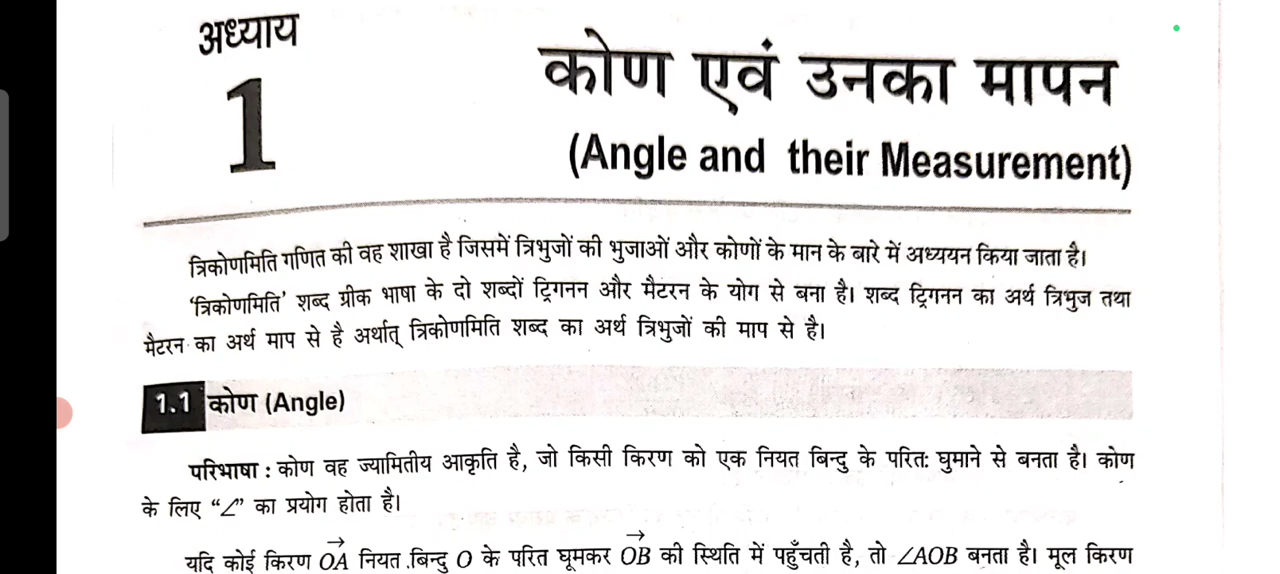 अध्याय
1
कोण एवं उनका मापन
(Angle and their Measurement)
त्रिकोणमिति गणित की वह शाखा है जिसमें त्रिभुजों की भुजाओं और कोणों के मान के बारे में अध्ययन किया जाता है।
'त्रिकोणमिति' शब्द ग्रीक भाषा के दो शब्दों ट्रिगनन और मैटरन के योग से बना है। शब्द ट्रिगनन का अर्थ त्रिभुज तथा
मैटरन का अर्थ माप से है अर्थात् त्रिकोणमिति शब्द का अर्थ त्रिभुजों की माप से है।
1.1 कोण (Angle)
परिभाषा : कोण वह ज्यामितीय आकृति है, जो किसी किरण को एक नियत बिन्दु के परितः घुमाने से बनता है। कोण
के लिए “∠” का प्रयोग होता है।
यदि कोई किरण \overrightarrow{OA} नियत बिन्दु O के परित घूमकर \overrightarrow{OB} की स्थिति में पहुँचती है, तो ∠AOB बनता है। मूल किरण